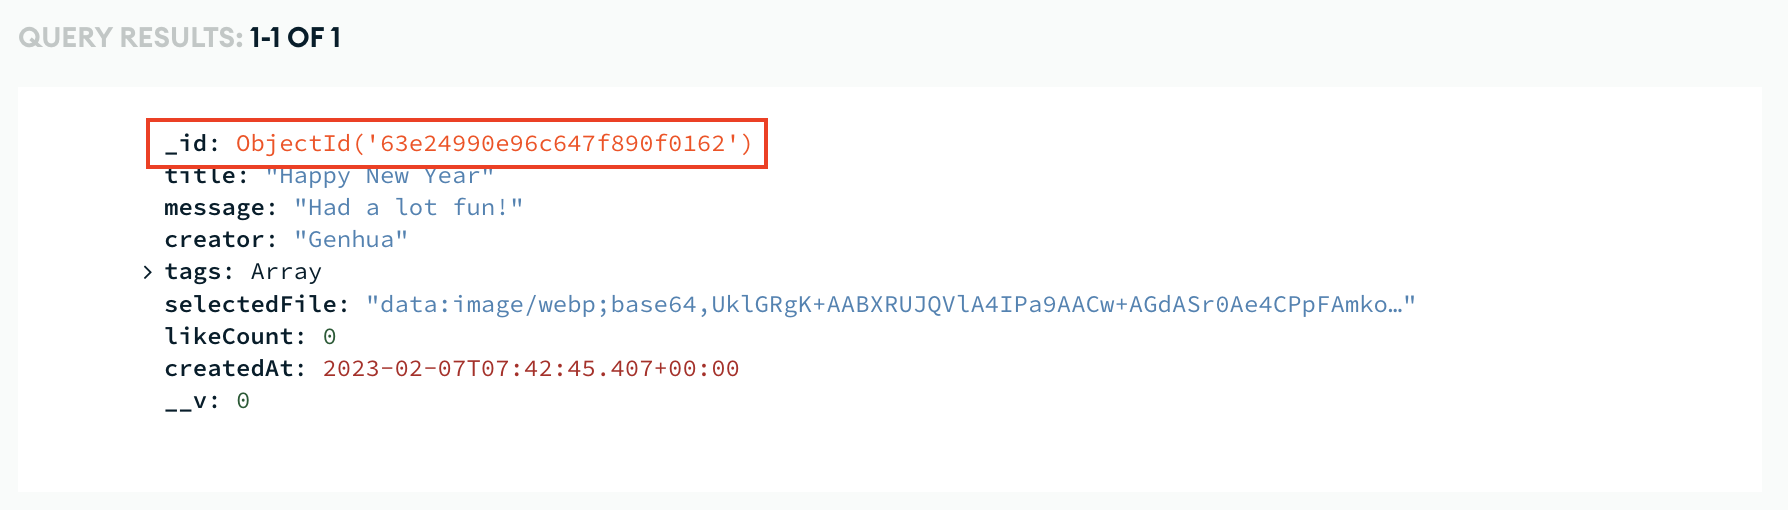 QUERY RESULTS: 1-1 OF 1
_id: ObjectId('63e24990e96c647f890f0162')
title: "Happy New Year"
message: "Had a lot fun!"
creator: "Genhua"
tags: Array
selectedFile: "data:image/webp;base64,UklGRgK+AABXRUJQVlA4IPa9AACw+AGdASr0Ae4CPpFAmko…"
likeCount: 0
createdAt: 2023-02-07T07:42:45.407+00:00
__v: 0